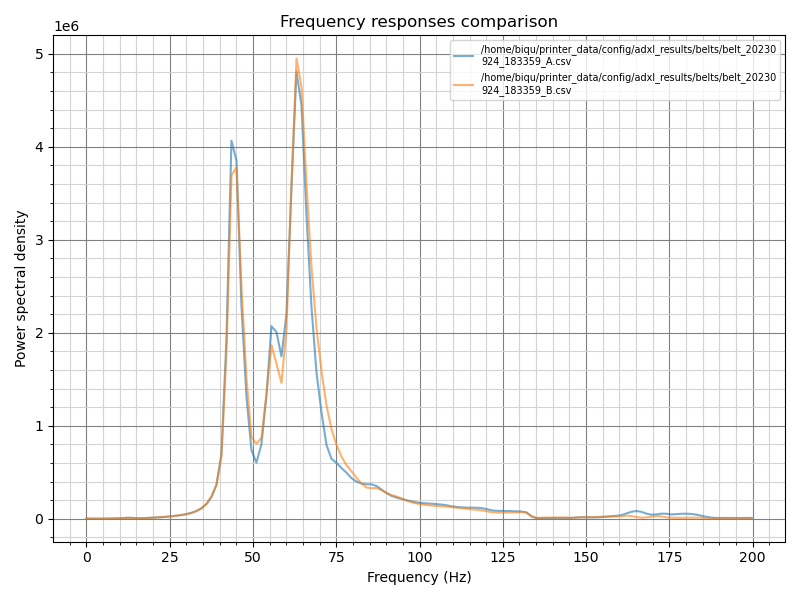 Frequency responses comparison
1e6
/home/biqu/printer_data/config/adxl_results/belts/belt_20230
924_183359_A.csv
/home/biqu/printer_data/config/adxl_results/belts/belt_20230
924_183359_B.csv
5
4
3
2
1
0
Power spectral density
0 25 50 75 100 125 150 175 200
Frequency (Hz)